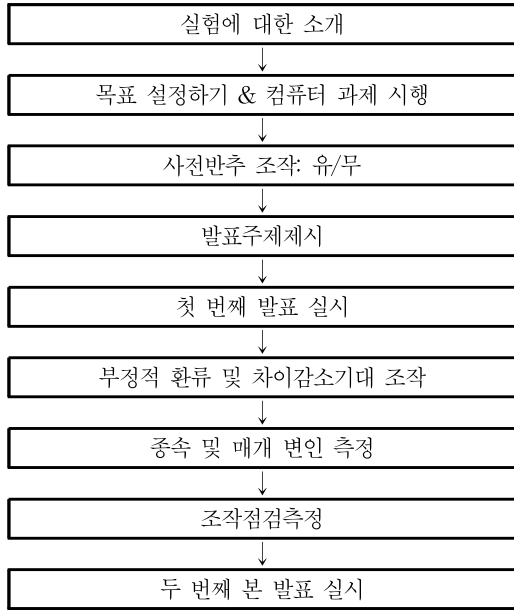 실험에 대한 소개
목표 설정하기 & 컴퓨터 과제 시행
사전반추 조작: 유/무
발표주제제시
첫 번째 발표 실시
부정적 환류 및 차이감소기대 조작
종속 및 매개 변인 측정
조작점검측정
두 번째 본 발표 실시